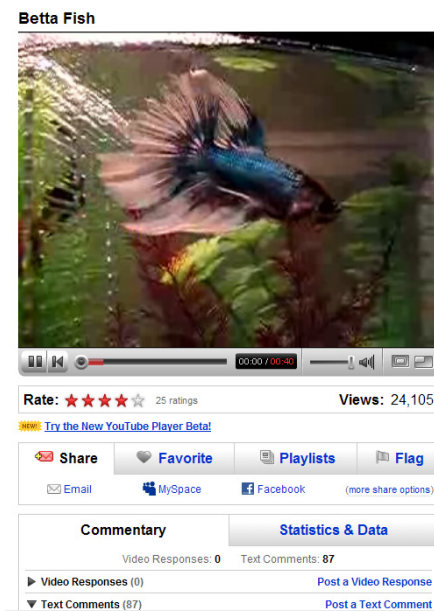 Betta Fish
00:00 / 00:40
Rate: 25 ratings Views: 24,105
NEW! Try the New YouTube Player Beta!
Share Favorite Playlists Flag
Email MySpace Facebook (more share options)
Commentary Statistics & Data
Video Responses: 0 Text Comments: 87
Video Responses (0) Post a Video Response
Text Comments (87) Post a Text Comment